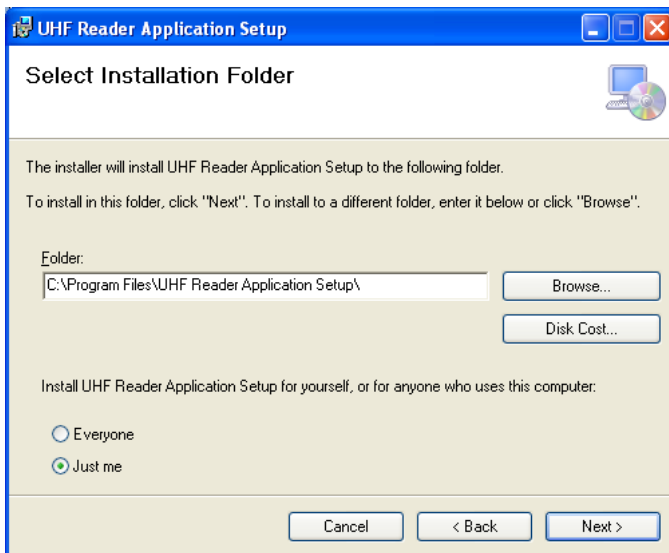 UHF Reader Application Setup
Select Installation Folder
The installer will install UHF Reader Application Setup to the following folder.
To install in this folder, click "Next". To install to a different folder, enter it below or click "Browse".
Folder:
C:\Program Files\UHF Reader Application Setup\
Browse...
Disk Cost...
Install UHF Reader Application Setup for yourself, or for anyone who uses this computer:
Everyone
Just me
Cancel
< Back
Next >